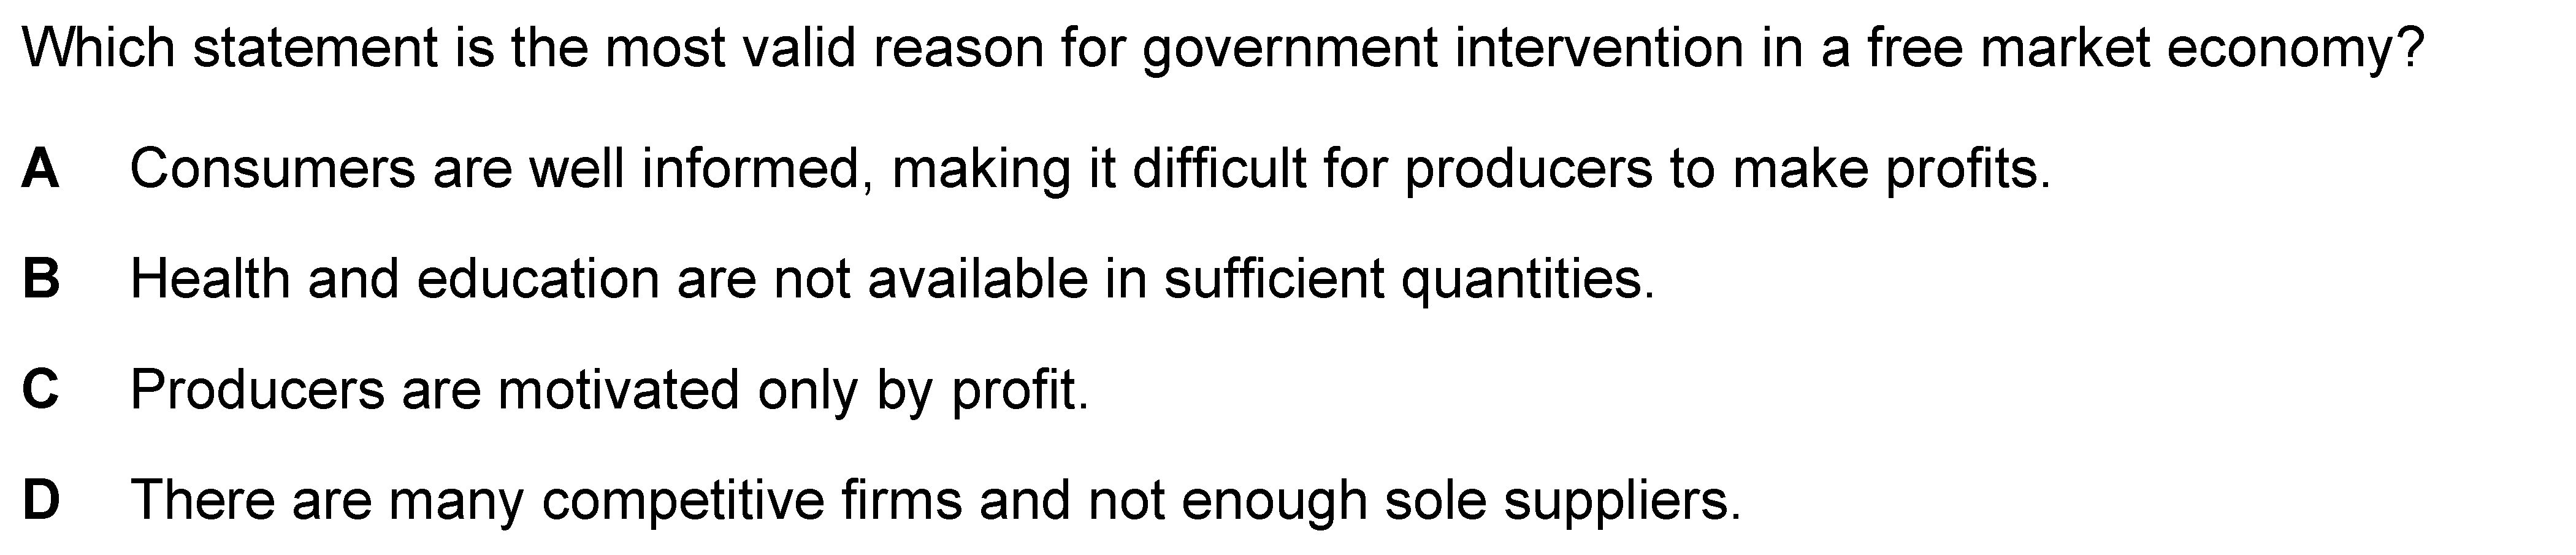 Which statement is the most valid reason for government intervention in a free market economy?
A Consumers are well informed, making it difficult for producers to make profits.
B Health and education are not available in sufficient quantities.
C Producers are motivated only by profit.
D There are many competitive firms and not enough sole suppliers.